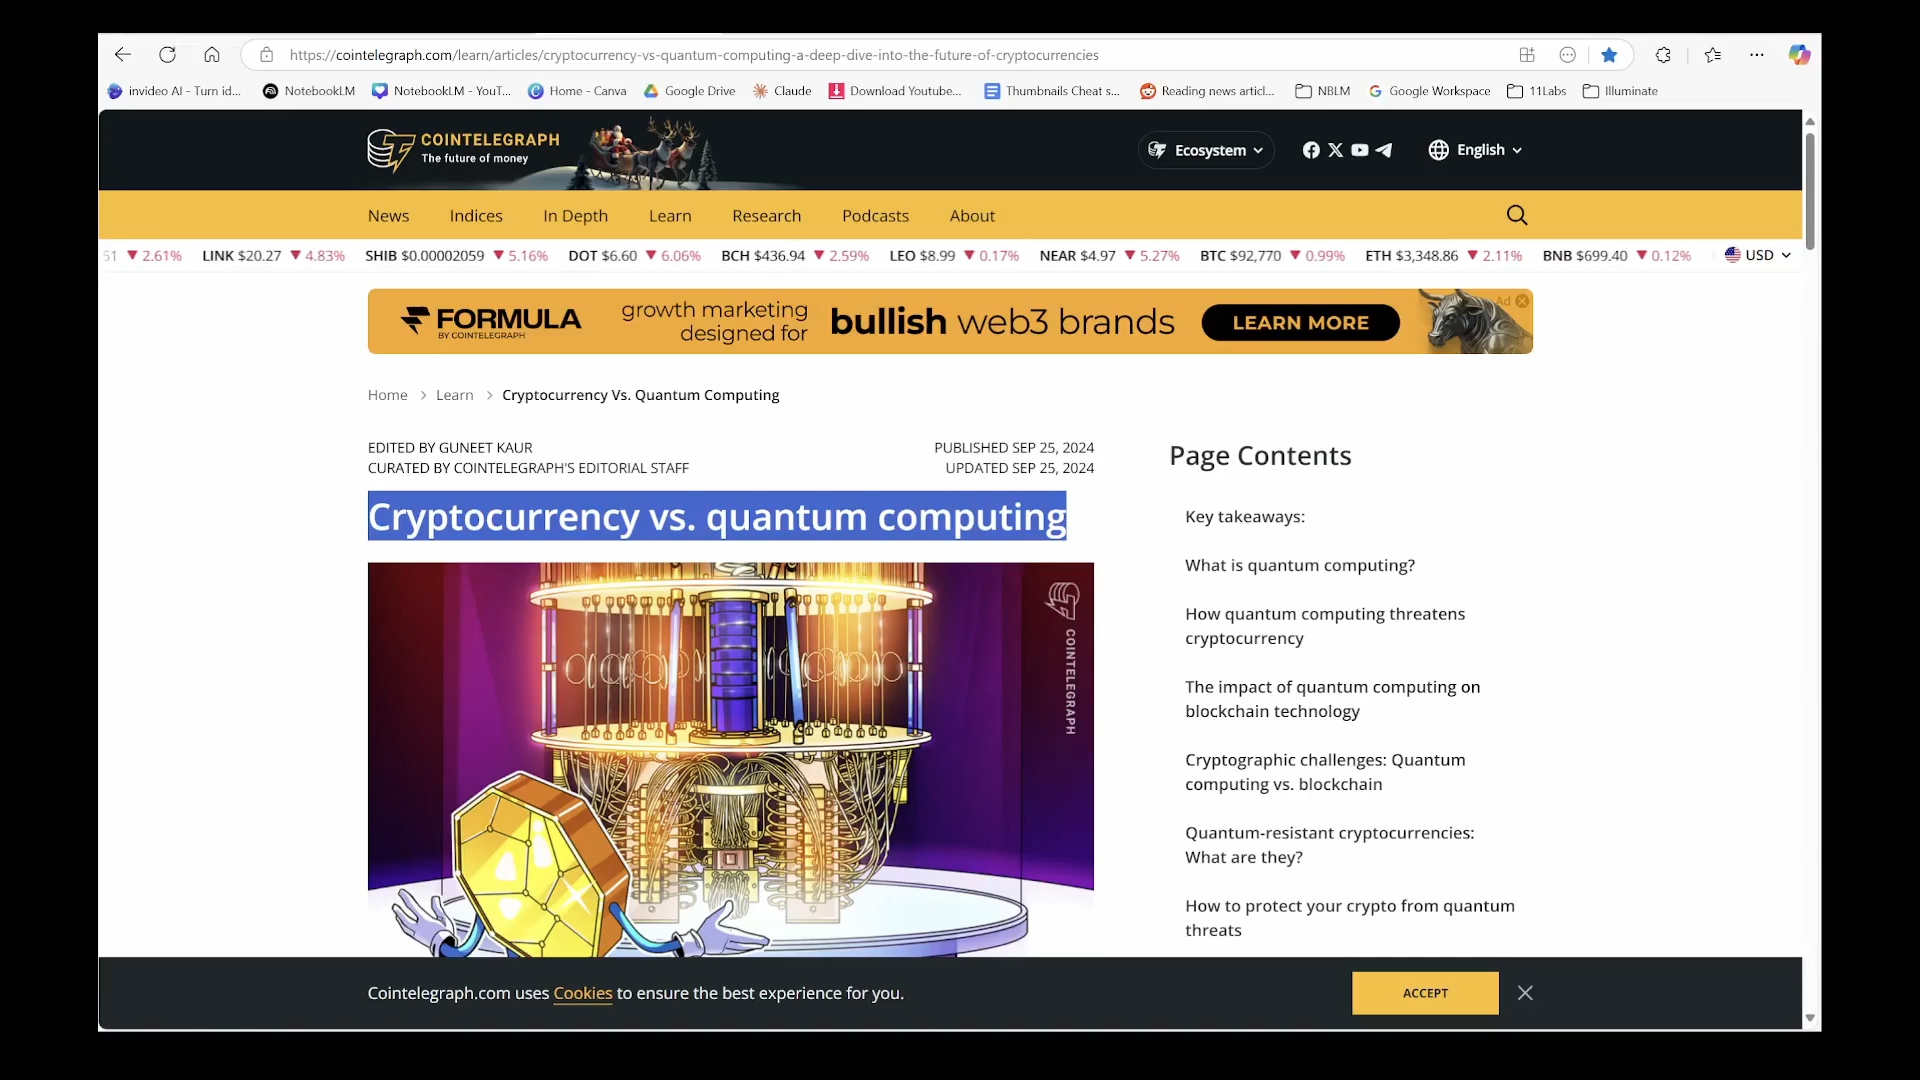 https://cointelegraph.com/learn/articles/cryptocurrency-vs-quantum-computing-a-deep-dive-into-the-future-of-cryptocurrencies
invideo AI - Turn id... NotebookLM NotebookLM - YouT... Home - Canva Google Drive Claude Download Youtube... Thumbnails Cheat s... Reading news articl... NBLM Google Workspace 11Labs Illuminate
COINTELEGRAPH
The future of money
Ecosystem
English
News Indices In Depth Learn Research Podcasts About
51 ▼ 2.61% LINK $20.27 ▼ 4.83% SHIB $0.00002059 ▼ 5.16% DOT $6.60 ▼ 6.06% BCH $436.94 ▼ 2.59% LEO $8.99 ▼ 0.17% NEAR $4.97 ▼ 5.27% BTC $92,770 ▼ 0.99% ETH $3,348.86 ▼ 2.11% BNB $699.40 ▼ 0.12% USD
FORMULA
BY COINTELEGRAPH
growth marketing
designed for
bullish web3 brands
LEARN MORE
Ad
Home > Learn > Cryptocurrency Vs. Quantum Computing
EDITED BY GUNEET KAUR
CURATED BY COINTELEGRAPH'S EDITORIAL STAFF
PUBLISHED SEP 25, 2024
UPDATED SEP 25, 2024
Cryptocurrency vs. quantum computing
COINTELEGRAPH
Page Contents
Key takeaways:
What is quantum computing?
How quantum computing threatens
cryptocurrency
The impact of quantum computing on
blockchain technology
Cryptographic challenges: Quantum
computing vs. blockchain
Quantum-resistant cryptocurrencies:
What are they?
How to protect your crypto from quantum
threats
Cointelegraph.com uses Cookies to ensure the best experience for you.
ACCEPT